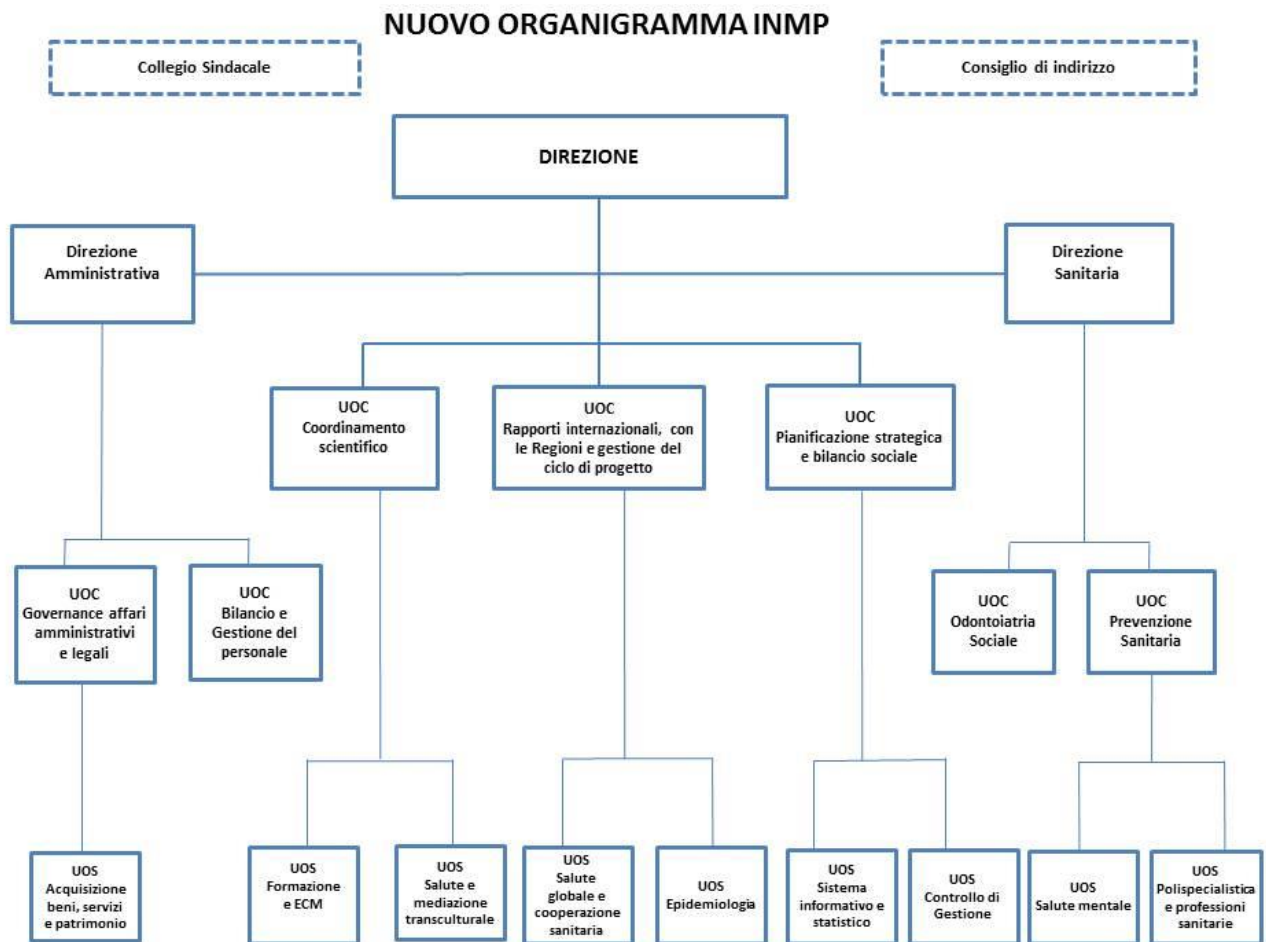 NUOVO ORGANIGRAMMA INMP
Collegio Sindacale
Consiglio di indirizzo
DIREZIONE
Direzione
Amministrativa
Direzione
Sanitaria
UOC
Coordinamento
scientifico
UOC
Rapporti internazionali, con
le Regioni e gestione del
ciclo di progetto
UOC
Pianificazione strategica
e bilancio sociale
UOC
Governance affari
amministrativi
e legali
UOC
Bilancio e
Gestione del
personale
UOC
Odontoiatria
Sociale
UOC
Prevenzione
Sanitaria
UOS
Acquisizione
beni, servizi
e patrimonio
UOS
Formazione
e ECM
UOS
Salute e
mediazione
transculturale
UOS
Salute
globale e
cooperazione
sanitaria
UOS
Epidemiologia
UOS
Sistema
informativo e
statistico
UOS
Controllo di
Gestione
UOS
Salute mentale
UOS
Polispecialistica
e professioni
sanitarie